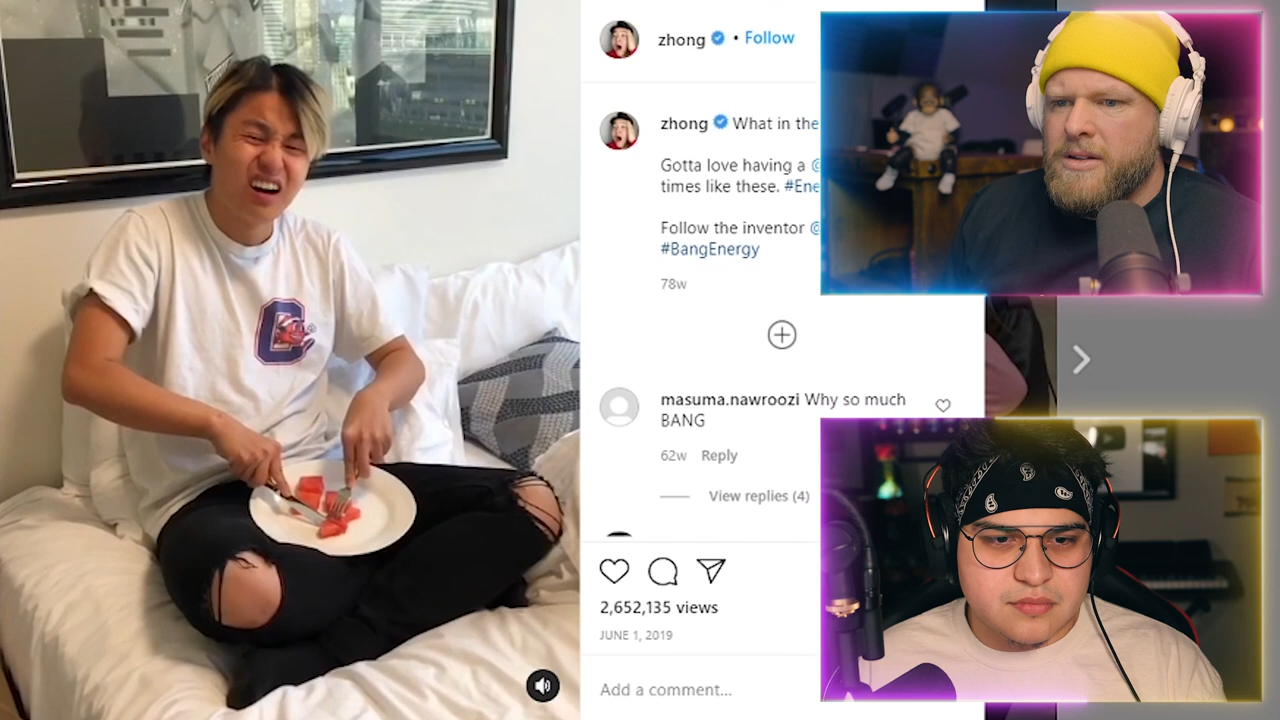 zhong • Follow
zhong What in the
Gotta love having a @
times like these. #Ene
Follow the inventor @
#BangEnergy
78w
masuma.nawroozi Why so much
BANG
62w Reply
View replies (4)
2,652,135 views
JUNE 1, 2019
Add a comment...
C